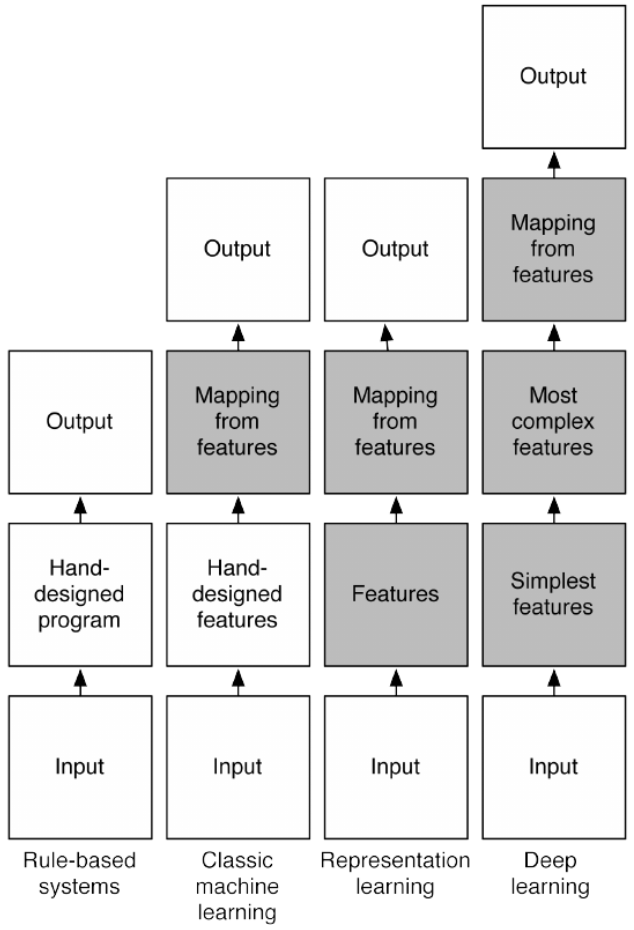 Output
Output
Output
Mapping
from
features
Output
Mapping
from
features
Mapping
from
features
Most
complex
features
Hand-
designed
program
Hand-
designed
features
Features
Simplest
features
Input
Input
Input
Input
Rule-based
systems
Classic
machine
learning
Representation
learning
Deep
learning